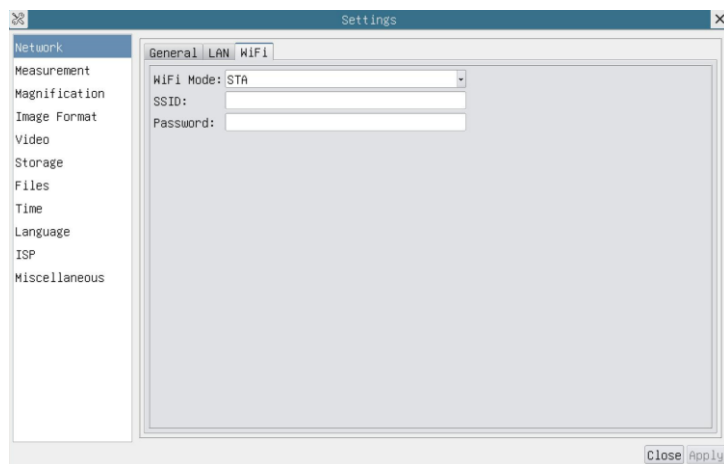 Settings
Network
Measurement
Magnification
Image Format
Video
Storage
Files
Time
Language
ISP
Miscellaneous
General LAN WiFi
WiFi Mode: STA
SSID:
Password:
Close Apply